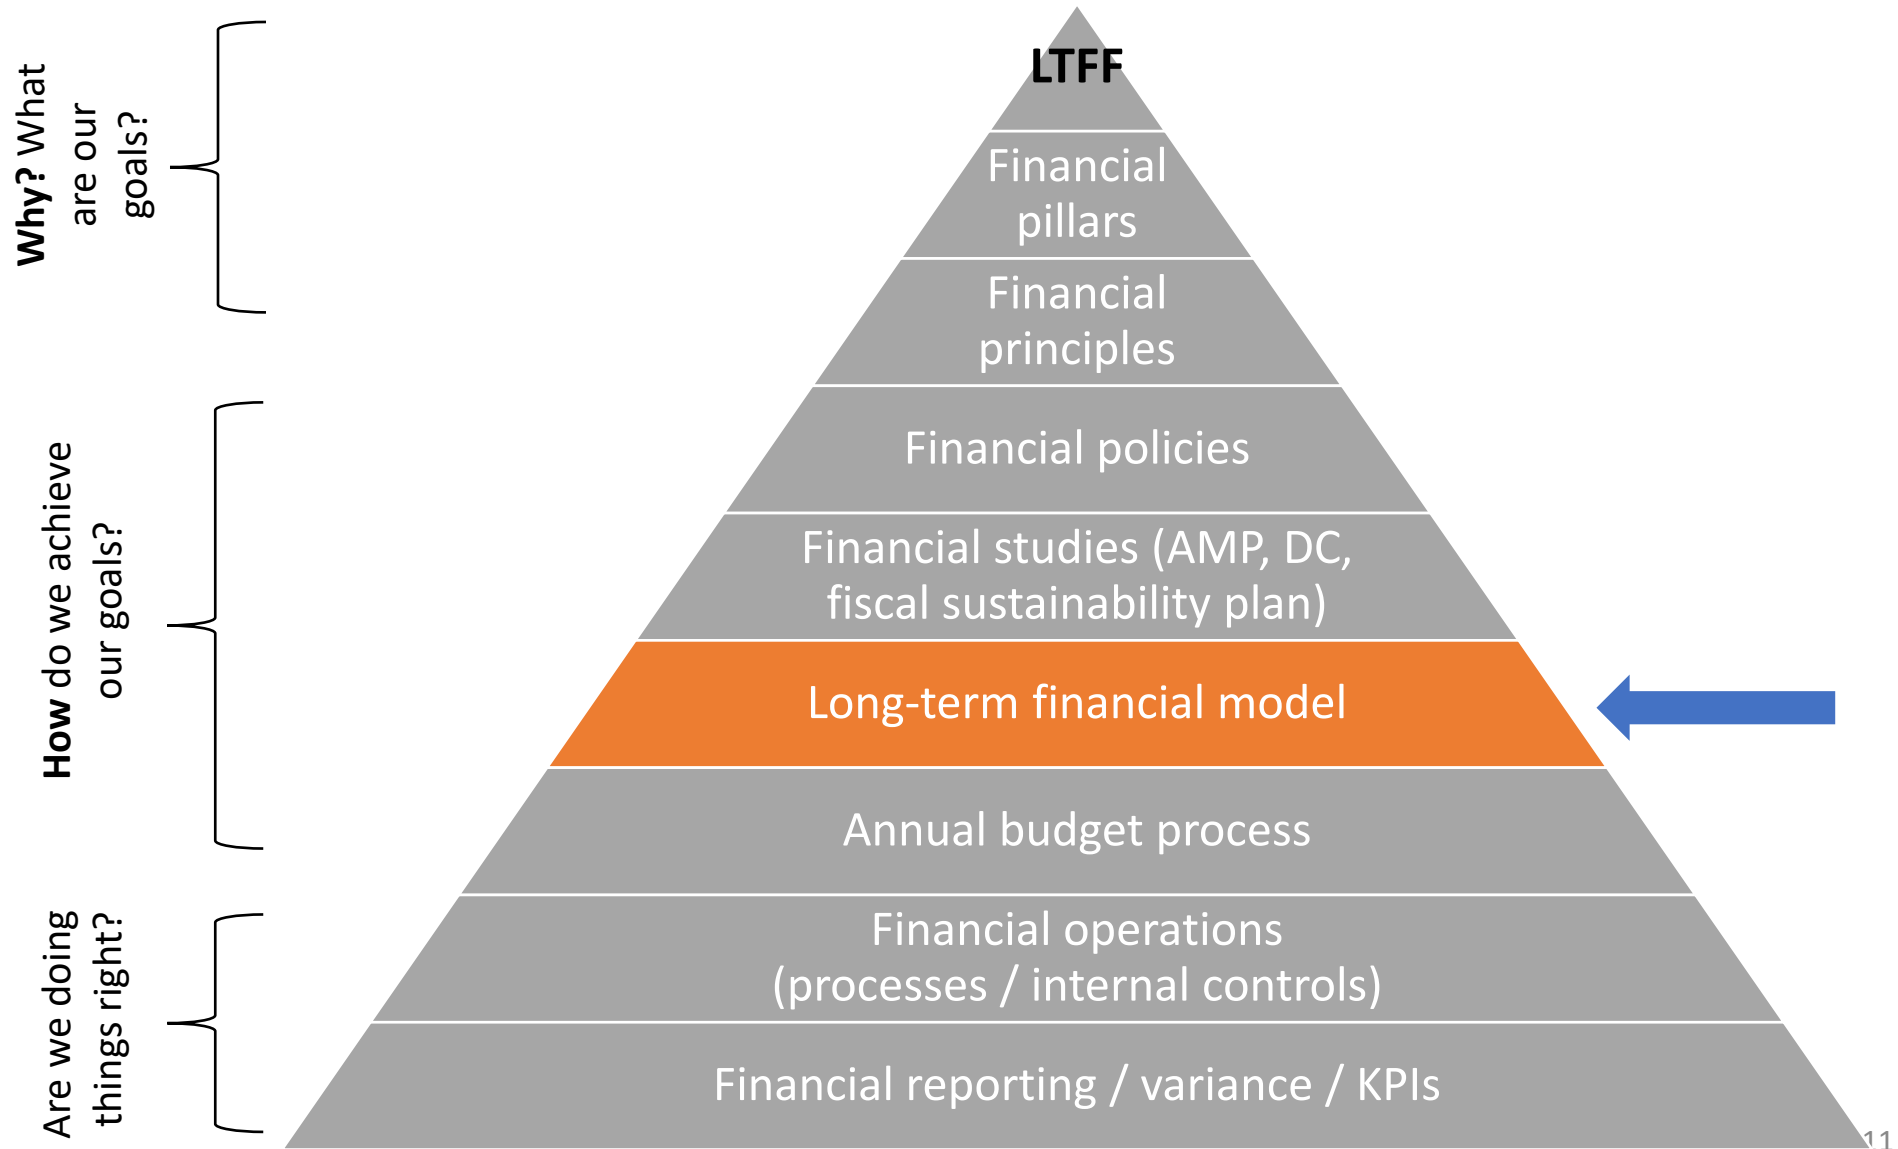 Why? What
are our
goals?
LTFF
Financial
pillars
Financial
principles
How do we achieve
our goals?
Financial policies
Financial studies (AMP, DC,
fiscal sustainability plan)
Long-term financial model
Annual budget process
Are we doing
things right?
Financial operations
(processes / internal controls)
Financial reporting / variance / KPIs
11